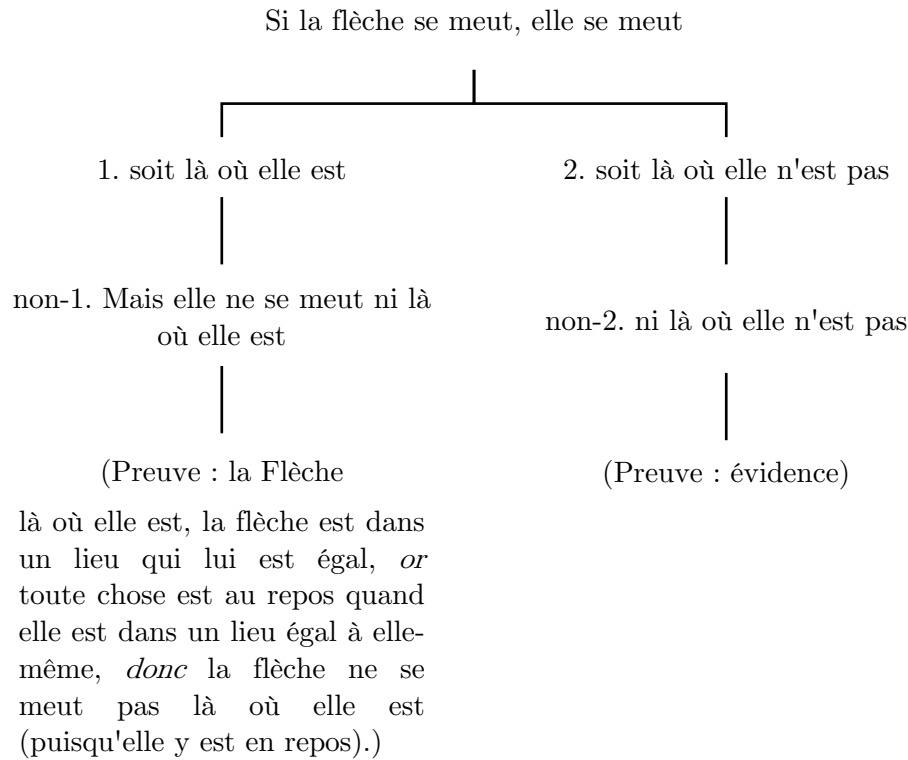 Si la flèche se meut, elle se meut
1. soit là où elle est
2. soit là où elle n'est pas
non-1. Mais elle ne se meut ni là
où elle est
non-2. ni là où elle n'est pas
(Preuve : la Flèche
(Preuve : évidence)
là où elle est, la flèche est dans
un lieu qui lui est égal, or
toute chose est au repos quand
elle est dans un lieu égal à elle-
même, donc la flèche ne se
meut pas là où elle est
(puisqu'elle y est en repos).)